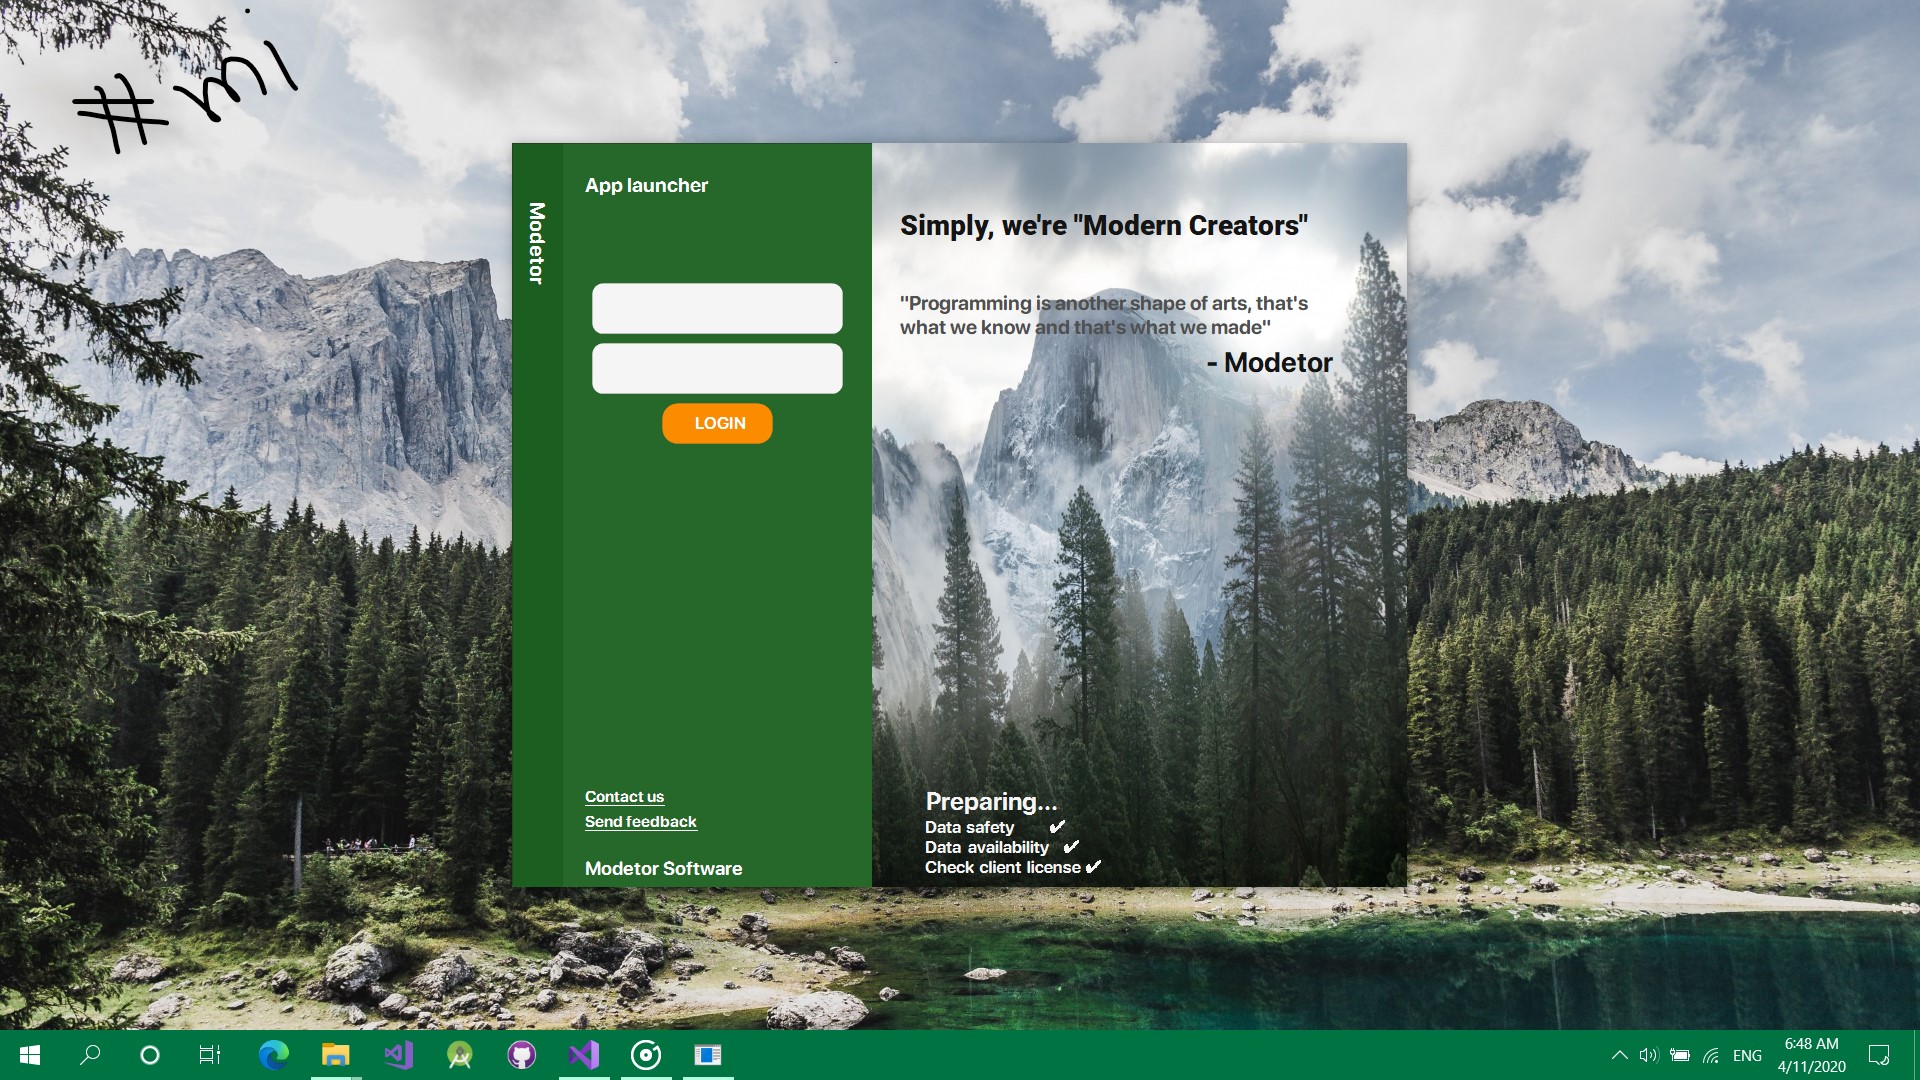 #mi
Modetor
App launcher
LOGIN
Contact us
Send feedback
Modetor Software
Simply, we're "Modern Creators"
"Programming is another shape of arts, that's
what we know and that's what we made"
- Modetor
Preparing...
Data safety ✔
Data availability ✔
Check client license ✔
ENG
6:48 AM
4/11/2020